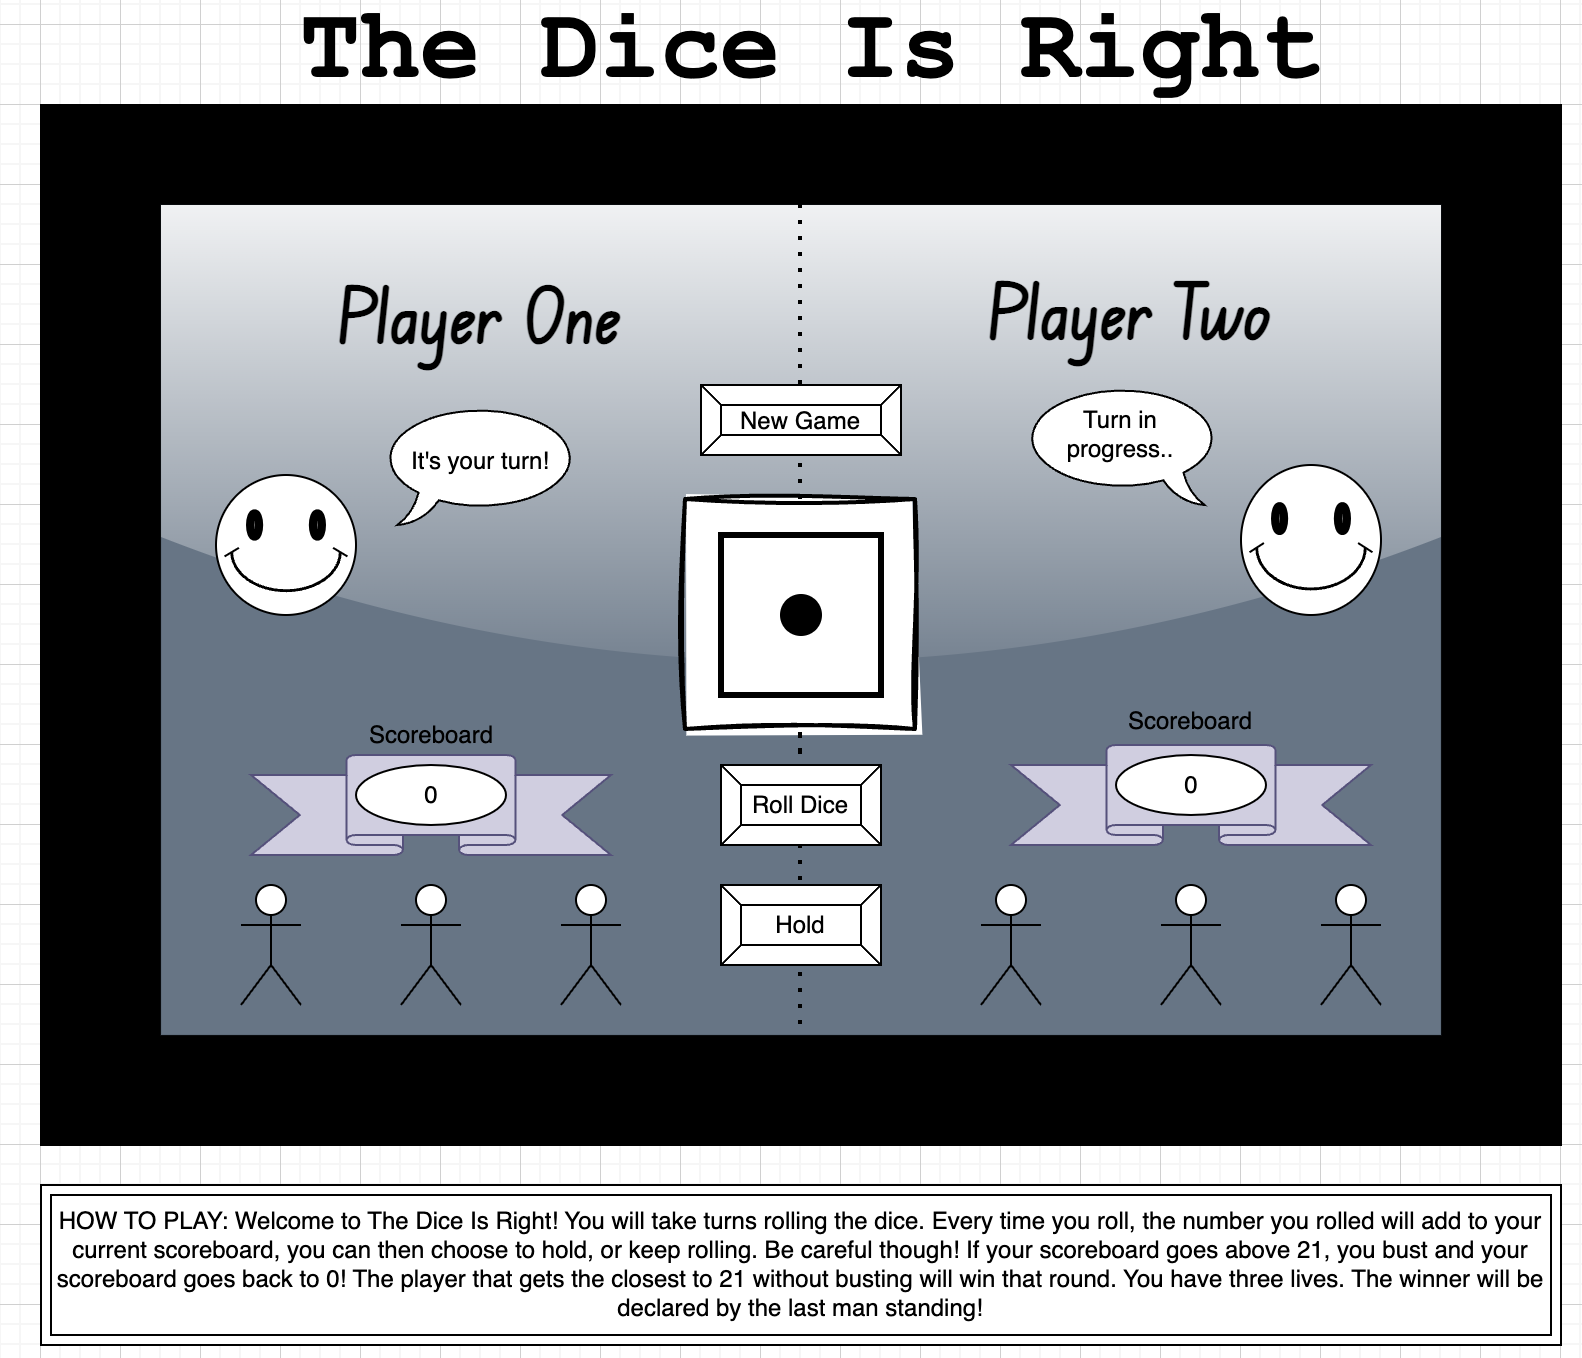 The Dice Is Right
Player One
Player Two
New Game
It's your turn!
Turn in
progress..
Scoreboard
0
Scoreboard
0
Roll Dice
Hold
HOW TO PLAY: Welcome to The Dice Is Right! You will take turns rolling the dice. Every time you roll, the number you rolled will add to your
current scoreboard, you can then choose to hold, or keep rolling. Be careful though! If your scoreboard goes above 21, you bust and your
scoreboard goes back to 0! The player that gets the closest to 21 without busting will win that round. You have three lives. The winner will be
declared by the last man standing!